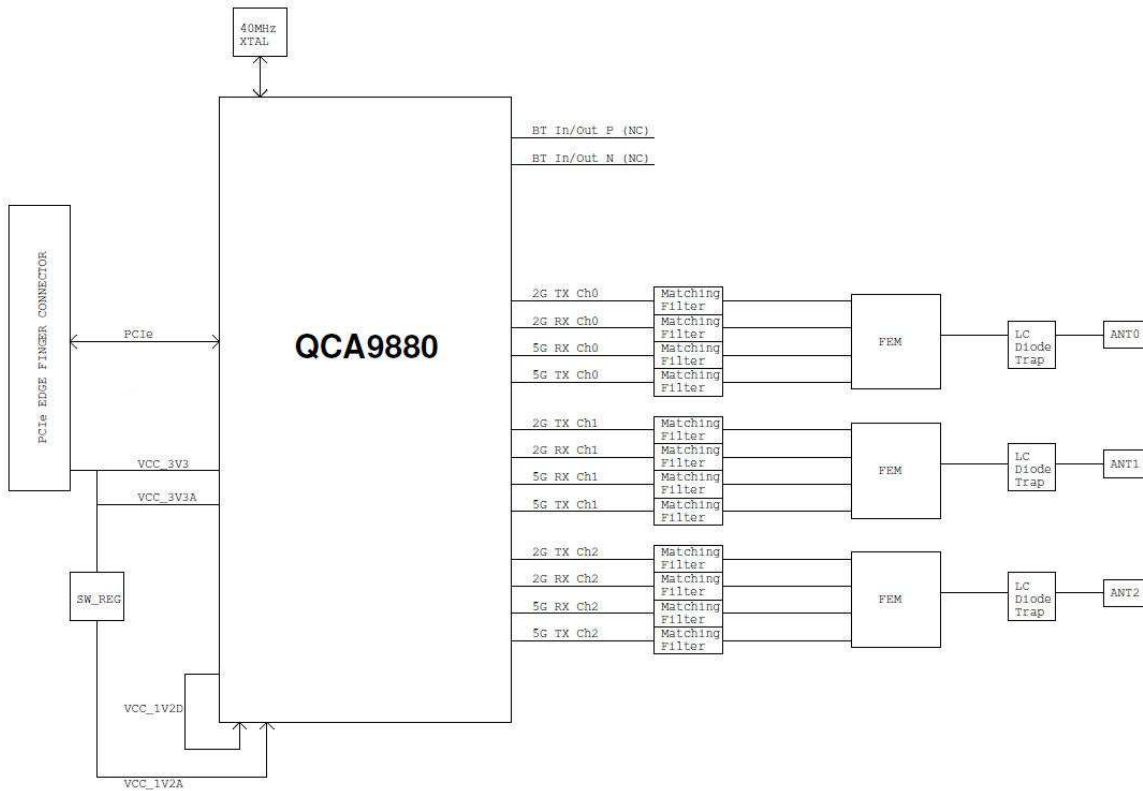 40MHz
XTAL
BT In/Out P (NC)
BT In/Out N (NC)
PCIe EDGE FINGER CONNECTOR
PCIe
QCA9880
VCC_3V3
VCC_3V3A
SW_REG
VCC_1V2D
VCC_1V2A
2G TX Ch0
Matching
Filter
2G RX Ch0
Matching
Filter
5G RX Ch0
Matching
Filter
5G TX Ch0
Matching
Filter
FEM
LC
Diode
Trap
ANT0
2G TX Ch1
Matching
Filter
2G RX Ch1
Matching
Filter
5G RX Ch1
Matching
Filter
5G TX Ch1
Matching
Filter
FEM
LC
Diode
Trap
ANT1
2G TX Ch2
Matching
Filter
2G RX Ch2
Matching
Filter
5G RX Ch2
Matching
Filter
5G TX Ch2
Matching
Filter
FEM
LC
Diode
Trap
ANT2